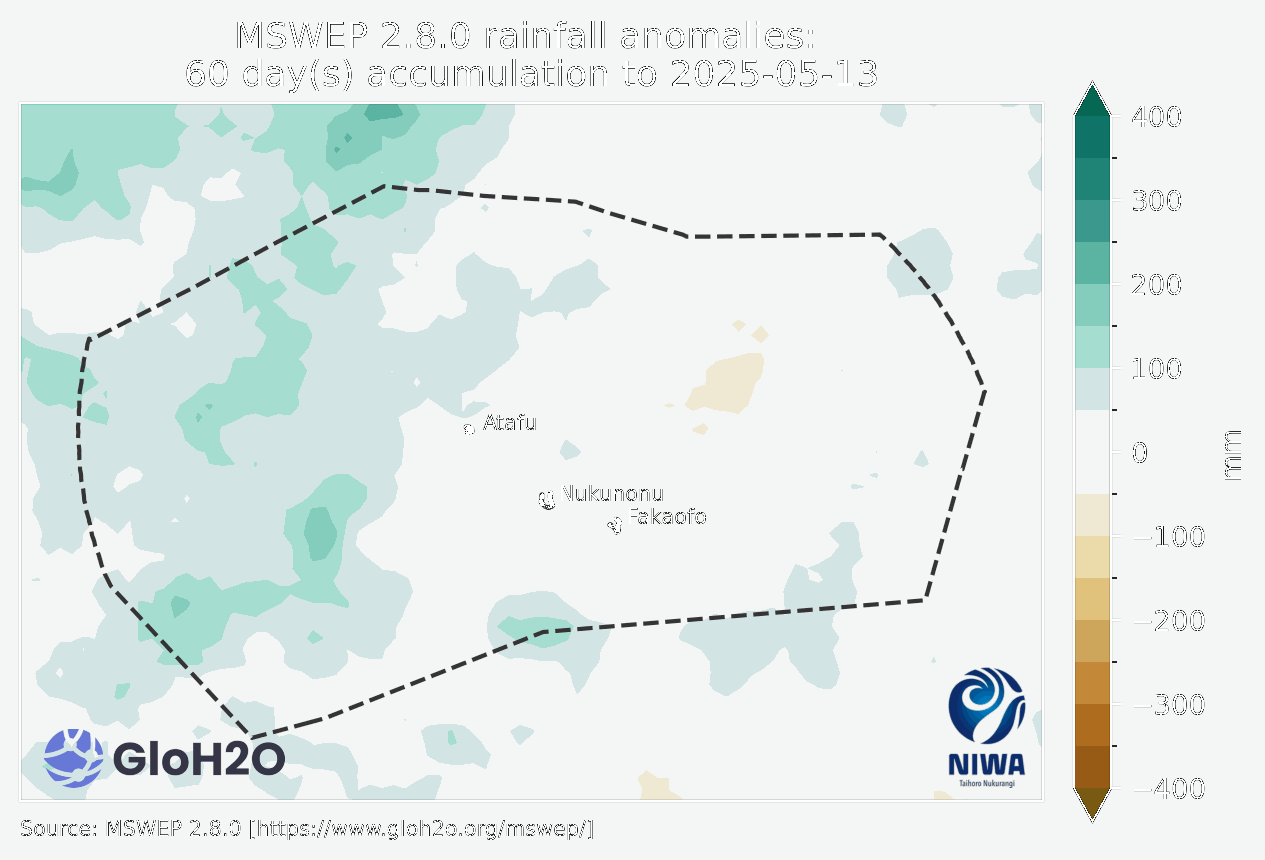 MSWEP 2.8.0 rainfall anomalies:
60 day(s) accumulation to 2025-05-13
400
300
200
100
0
−100
−200
−300
−400
mm
Atafu
Nukunonu
Fakaofo
GloH2O
NIWA
Taihoro Nukurangi
Source: MSWEP 2.8.0 [https://www.gloh2o.org/mswep/]